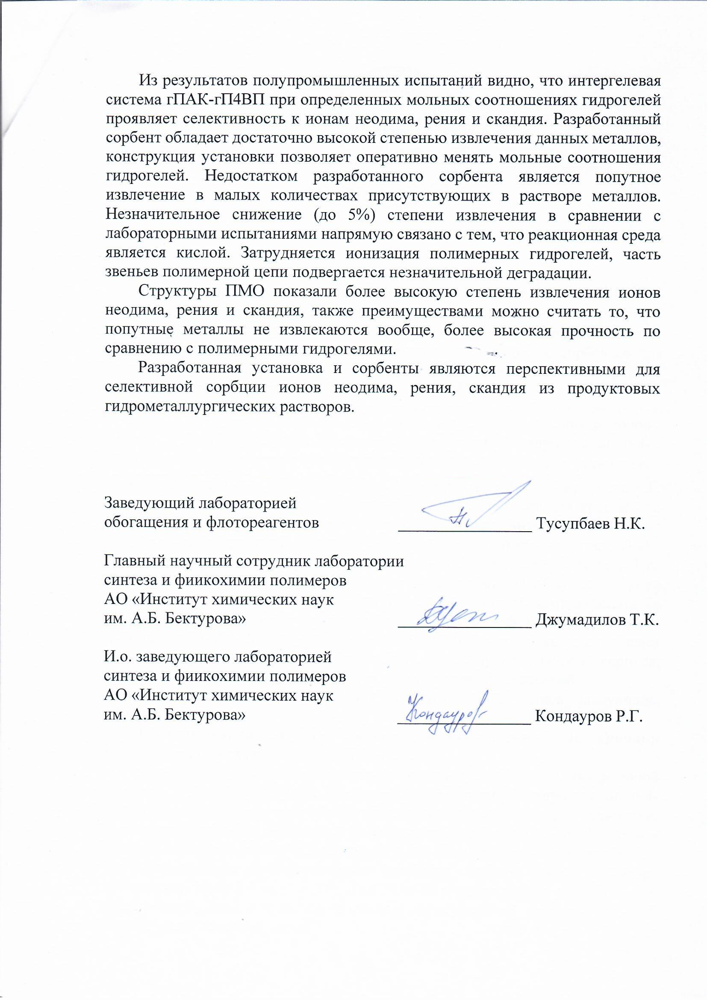 Из результатов полупромышленных испытаний видно, что интергелевая
система гПАК-гП4ВП при определенных мольных соотношениях гидрогелей
проявляет селективность к ионам неодима, рения и скандия. Разработанный
сорбент обладает достаточно высокой степенью извлечения данных металлов,
конструкция установки позволяет оперативно менять мольные соотношения
гидрогелей. Недостатком разработанного сорбента является попутное
извлечение в малых количествах присутствующих в растворе металлов.
Незначительное снижение (до 5%) степени извлечения в сравнении с
лабораторными испытаниями напрямую связано с тем, что реакционная среда
является кислой. Затрудняется ионизация полимерных гидрогелей, часть
звеньев полимерной цепи подвергается незначительной деградации.
Структуры ПМО показали более высокую степень извлечения ионов
неодима, рения и скандия, также преимуществами можно считать то, что
попутные металлы не извлекаются вообще, более высокая прочность по
сравнению с полимерными гидрогелями.
Разработанная установка и сорбенты являются перспективными для
селективной сорбции ионов неодима, рения, скандия из продуктовых
гидрометаллургических растворов.
Заведующий лабораторией
обогащения и флотореагентов Тусупбаев Н.К.
Главный научный сотрудник лаборатории
синтеза и фиикохимии полимеров
АО «Институт химических наук
им. А.Б. Бектурова» Джумадилов Т.К.
И.о. заведующего лабораторией
синтеза и фиикохимии полимеров
АО «Институт химических наук
им. А.Б. Бектурова» Кондауров Кондауров Р.Г.